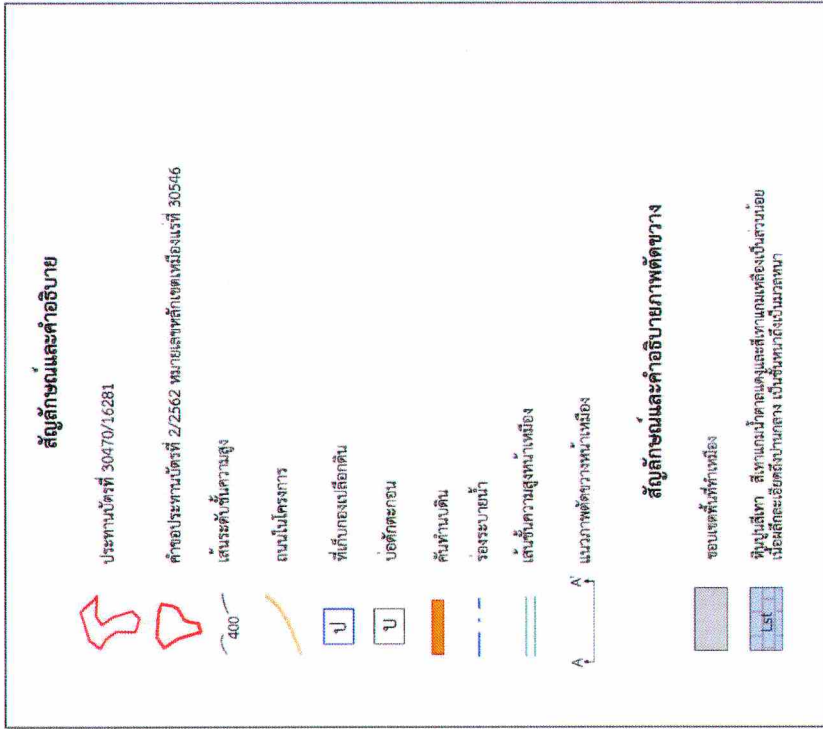 สัญลักษณ์และคำอธิบาย
ประทานบัตรที่ 30470/16281
คำขอประทานบัตรที่ 2/2562 หมายเลขหลักเขตเหมืองแร่ที่ 30546
400
เส้นระดับชั้นความสูง
ถนนในโครงการ
ป
ที่เก็บกองเปลือกดิน
บ
บ่อดักตะกอน
คันทำนบดิน
ร่องระบายน้ำ
เส้นชั้นความสูงหน้าเหมือง
A A'
แนวภาพตัดขวางหน้าเหมือง
สัญลักษณ์และคำอธิบายภาพตัดขวาง
ขอบเขตพื้นที่ทำเหมือง
Lst
หินปูนสีเทา สีเทาแกมน้ำตาลแดงและสีเทาแกมเหลืองเป็นส่วนน้อย
เนื้อผลึกละเอียดถึงปานกลาง เป็นชั้นหนาถึงเป็นมวลหนา